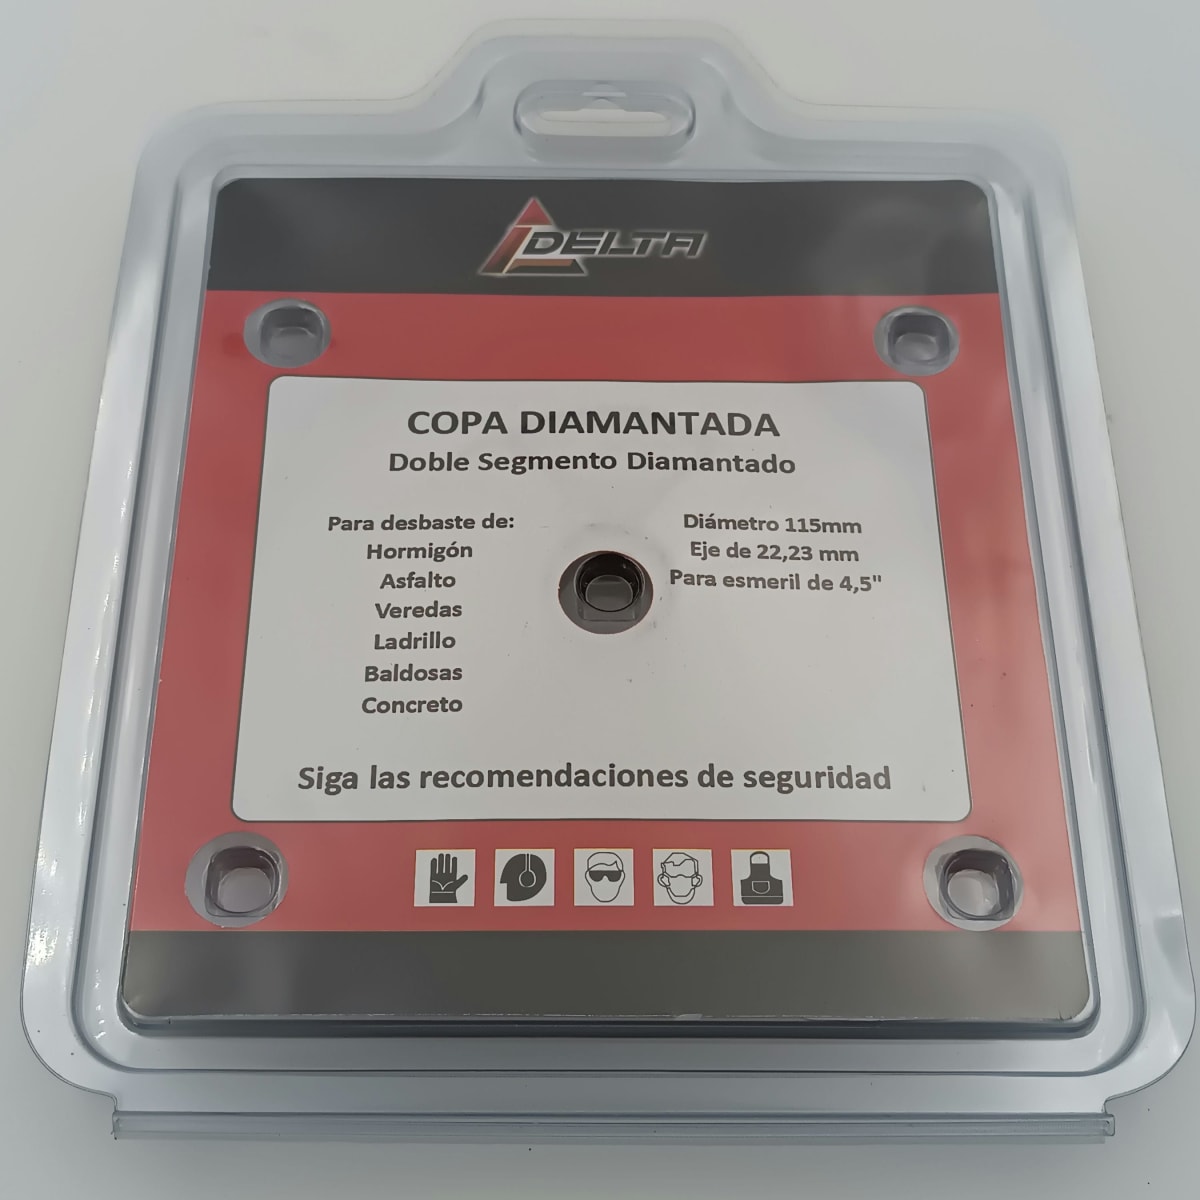 DELTA
COPA DIAMANTADA
Doble Segmento Diamantado
Para desbaste de:
Hormigón
Asfalto
Veredas
Ladrillo
Baldosas
Concreto
Diámetro 115mm
Eje de 22,23 mm
Para esmeril de 4,5"
Siga las recomendaciones de seguridad